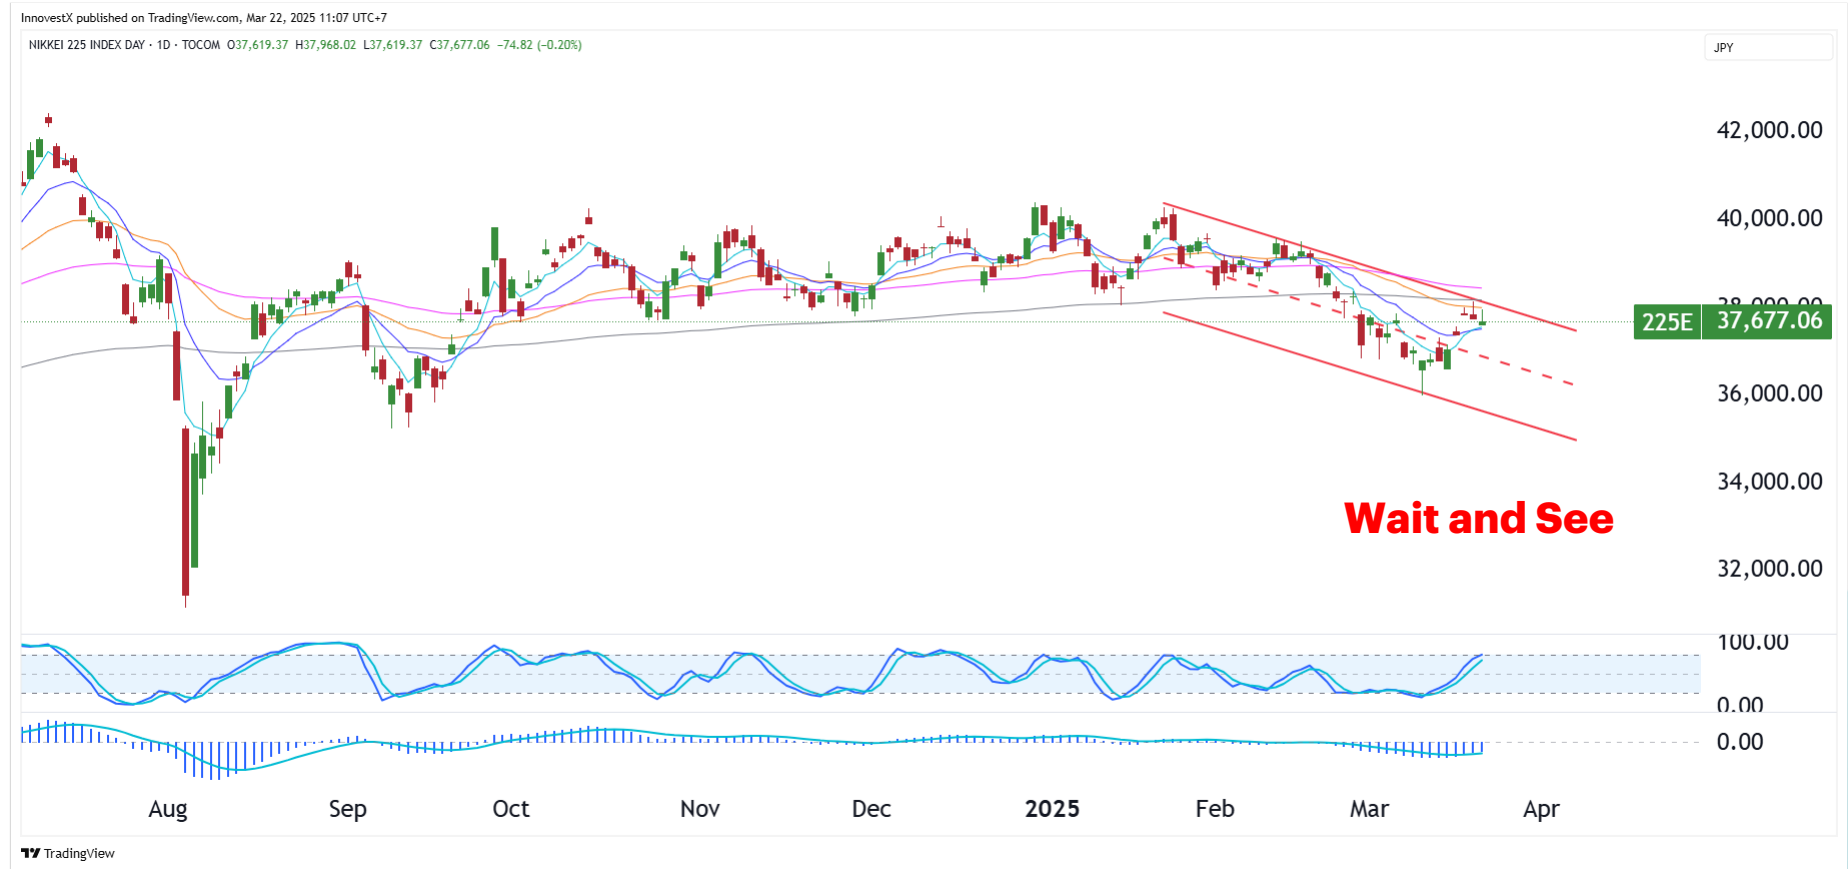 InnovestX published on TradingView.com, Mar 22, 2025 11:07 UTC+7
NIKKEI 225 INDEX DAY · 1D · TOCOM O37,619.37 H37,968.02 L37,619.37 C37,677.06 −74.82 (−0.20%)
JPY
42,000.00
40,000.00
38,000.00
225E 37,677.06
36,000.00
34,000.00
Wait and See
32,000.00
100.00
0.00
0.00
Aug Sep Oct Nov Dec 2025 Feb Mar Apr
TradingView